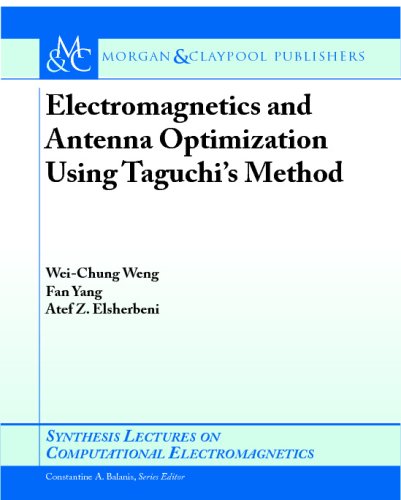 M
&C
MORGAN & CLAYPOOL PUBLISHERS
Electromagnetics and
Antenna Optimization
Using Taguchi's Method
Wei-Chung Weng
Fan Yang
Atef Z. Elsherbeni
SYNTHESIS LECTURES ON
COMPUTATIONAL ELECTROMAGNETICS
Constantine A. Balanis, Series Editor